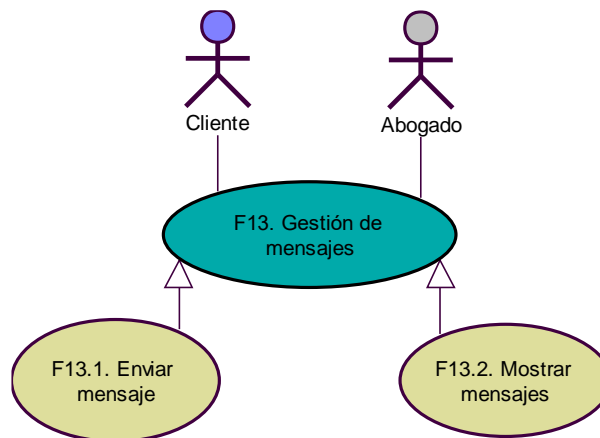 Cliente
Abogado
F13. Gestión de
mensajes
F13.1. Enviar
mensaje
F13.2. Mostrar
mensajes